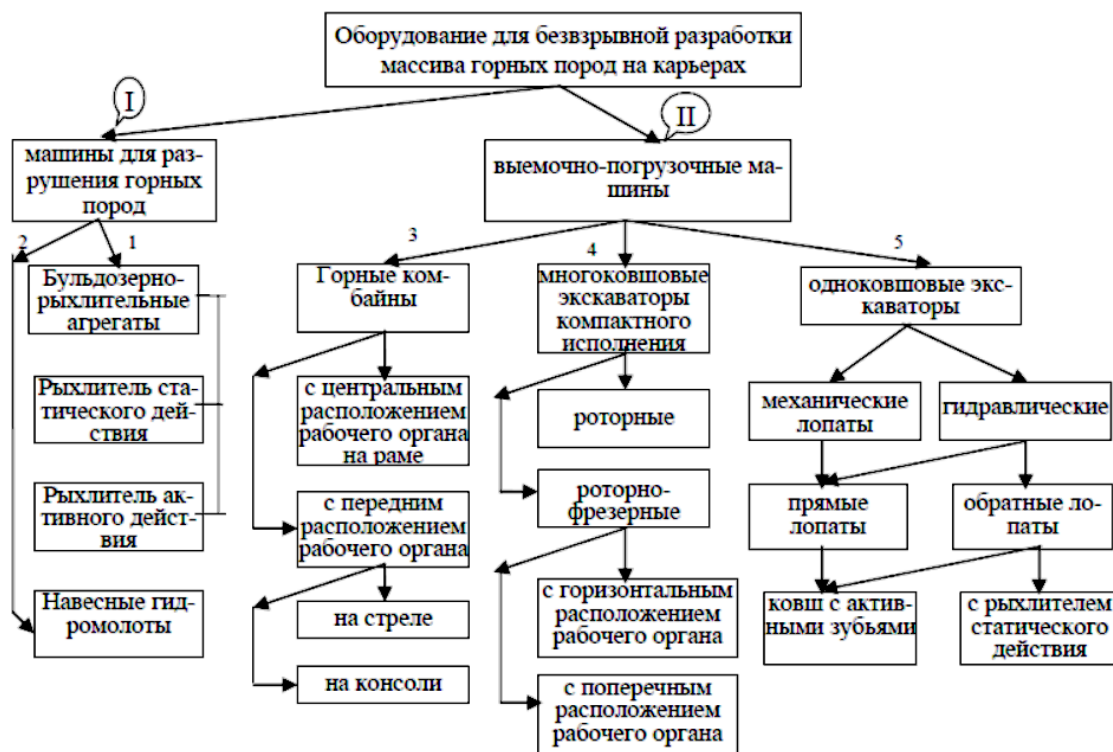 Оборудование для безвзрывной разработки
массива горных пород на карьерах
I
II
машины для раз-
рушения горных
пород
выемочно-погрузочные ма-
шины
2
1
3
4
5
Бульдозерно-
рыхлительные
агрегаты
Горные ком-
байны
многоковшовые
экскаваторы
компактного
исполнения
одноковшовые экс-
каваторы
Рыхлитель ста-
тического дей-
ствия
с центральным
расположением
рабочего органа
на раме
роторные
механические
лопаты
гидравлические
Рыхлитель ак-
тивного дейст-
вия
с передним
расположением
рабочего органа
роторно-
фрезерные
прямые
лопаты
обратные ло-
паты
Навесные гид-
ромолоты
на стреле
с горизонтальным
расположением
рабочего органа
ковш с актив-
ными зубьями
с рыхлителем
статического
действия
на консоли
с поперечным
расположением
рабочего органа